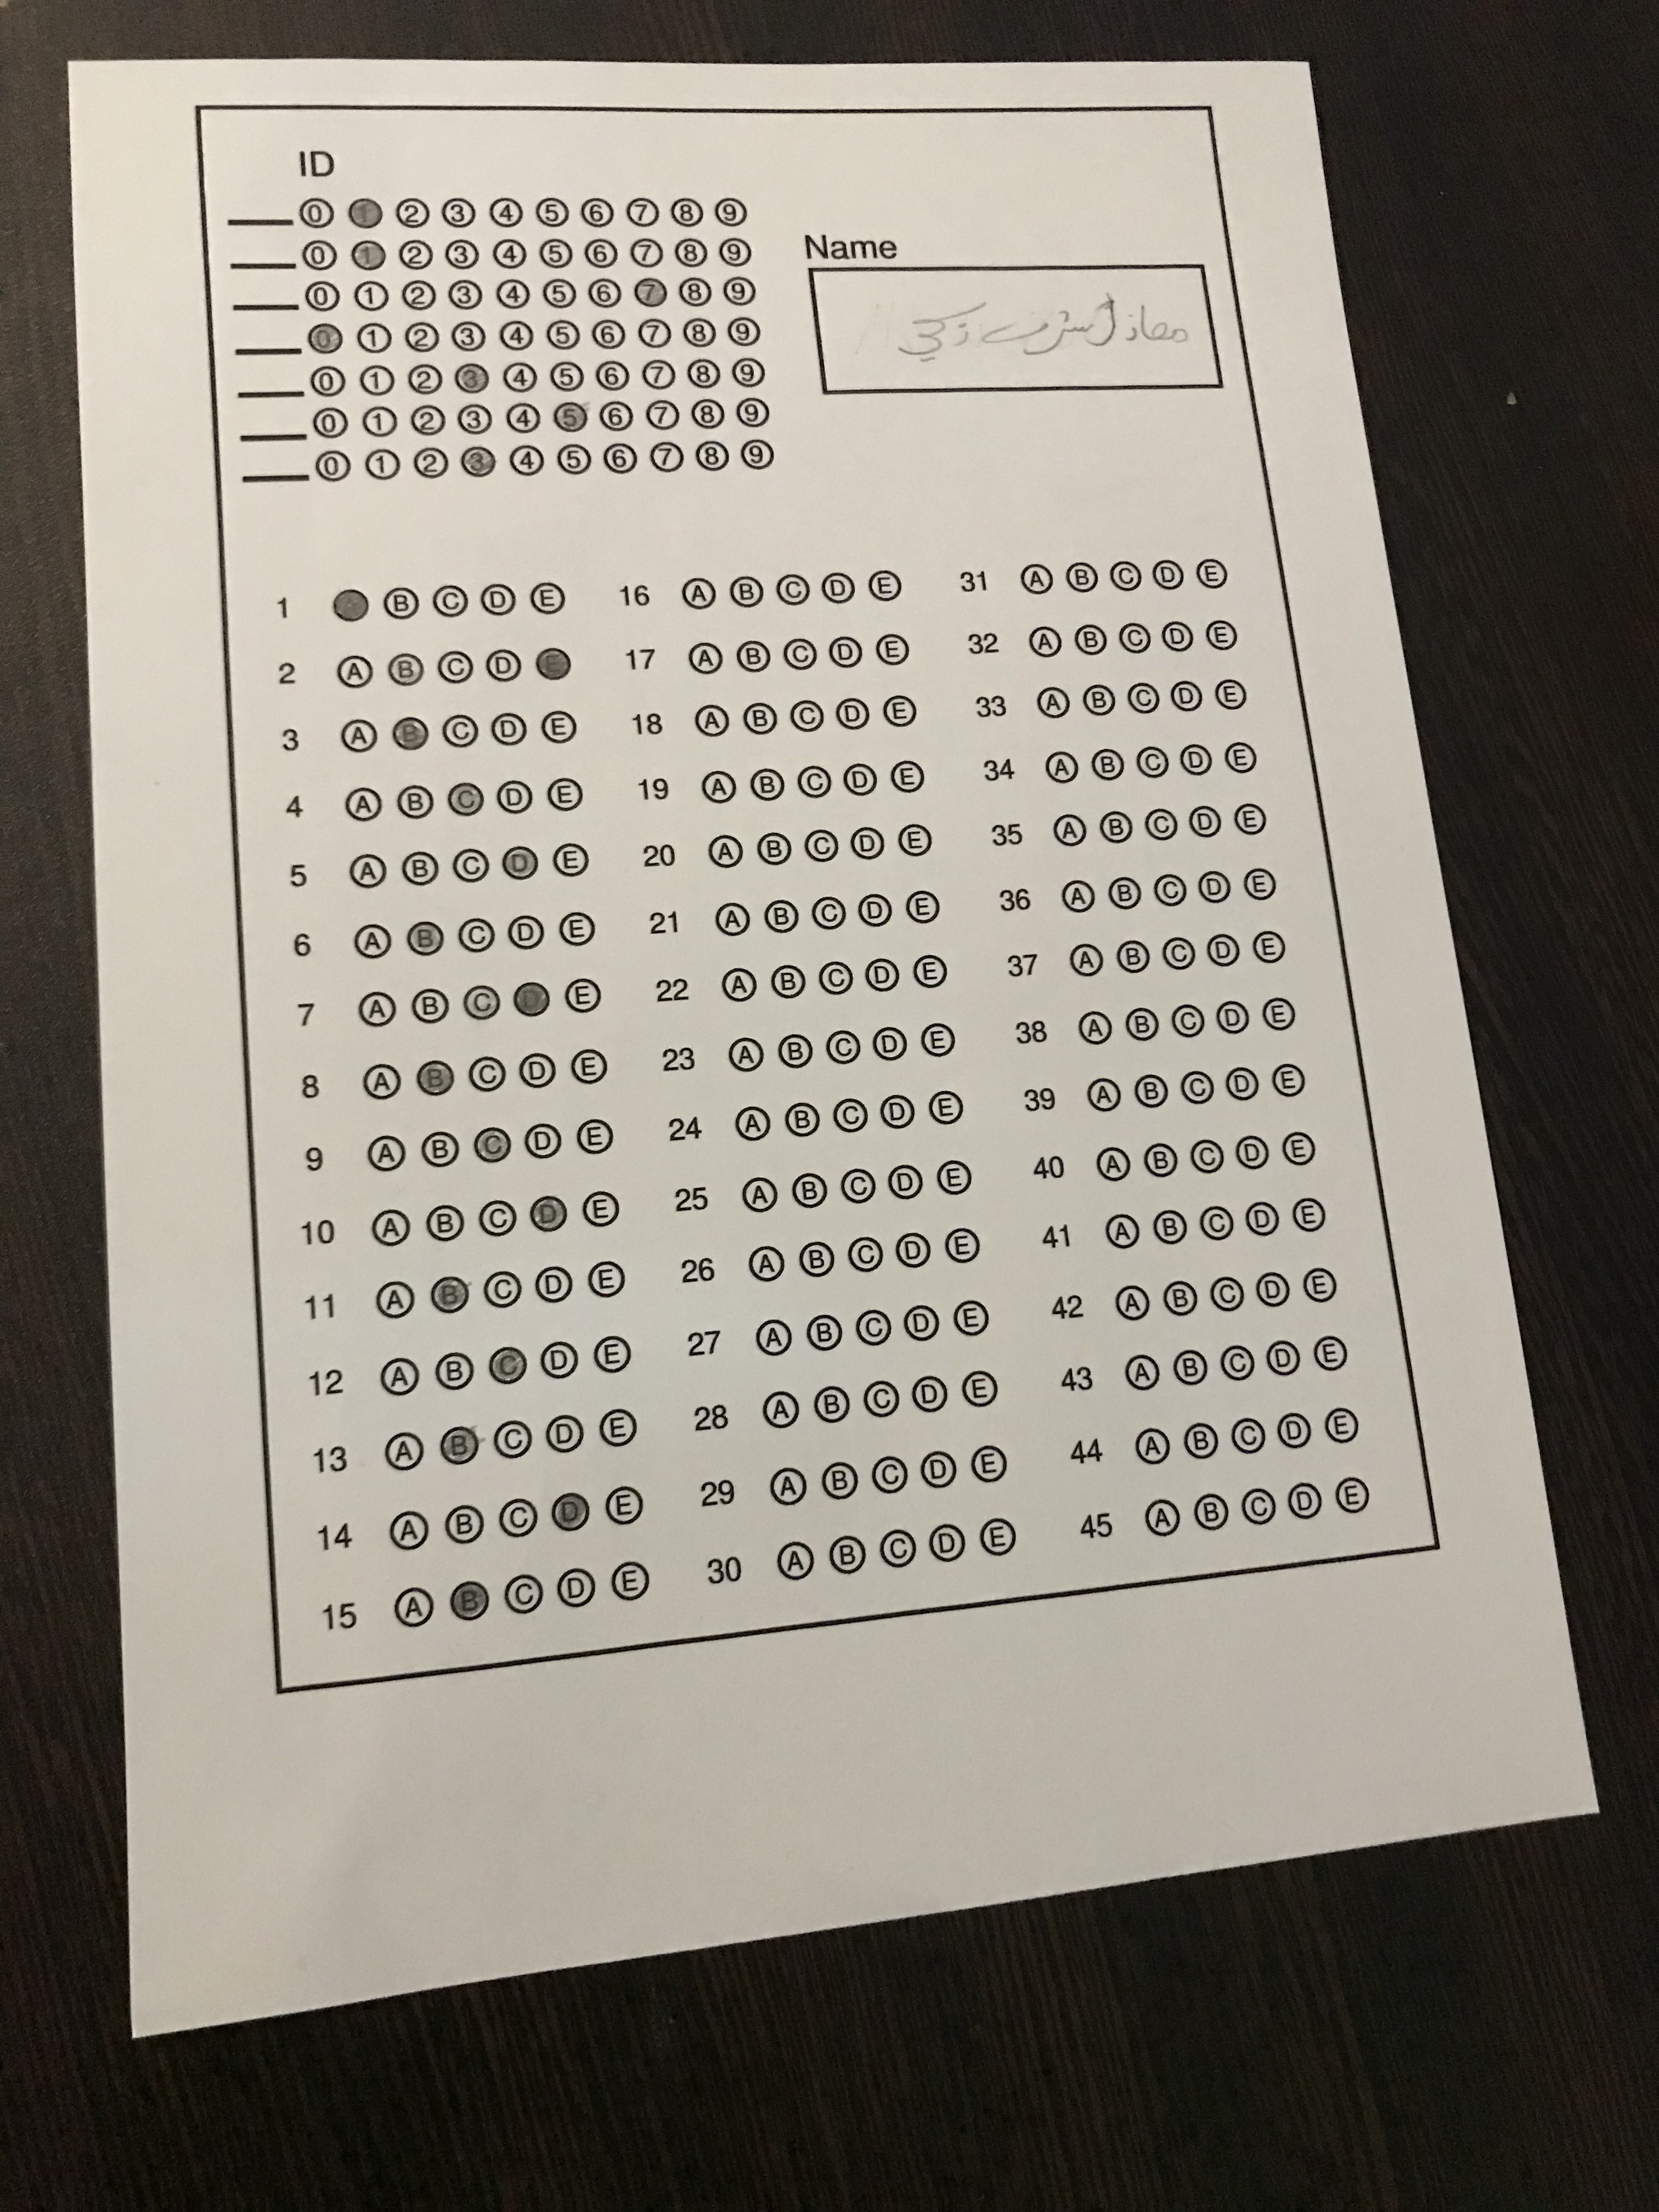 ID
0 1 2 3 4 5 6 7 8 9
0 1 2 3 4 5 6 7 8 9
0 1 2 3 4 5 6 7 8 9
0 1 2 3 4 5 6 7 8 9
0 1 2 3 4 5 6 7 8 9
0 1 2 3 4 5 6 7 8 9
0 1 2 3 4 5 6 7 8 9
Name
معاذ أشرف زكي
1 A B C D E
2 A B C D E
3 A B C D E
4 A B C D E
5 A B C D E
6 A B C D E
7 A B C D E
8 A B C D E
9 A B C D E
10 A B C D E
11 A B C D E
12 A B C D E
13 A B C D E
14 A B C D E
15 A B C D E
16 A B C D E
17 A B C D E
18 A B C D E
19 A B C D E
20 A B C D E
21 A B C D E
22 A B C D E
23 A B C D E
24 A B C D E
25 A B C D E
26 A B C D E
27 A B C D E
28 A B C D E
29 A B C D E
30 A B C D E
31 A B C D E
32 A B C D E
33 A B C D E
34 A B C D E
35 A B C D E
36 A B C D E
37 A B C D E
38 A B C D E
39 A B C D E
40 A B C D E
41 A B C D E
42 A B C D E
43 A B C D E
44 A B C D E
45 A B C D E